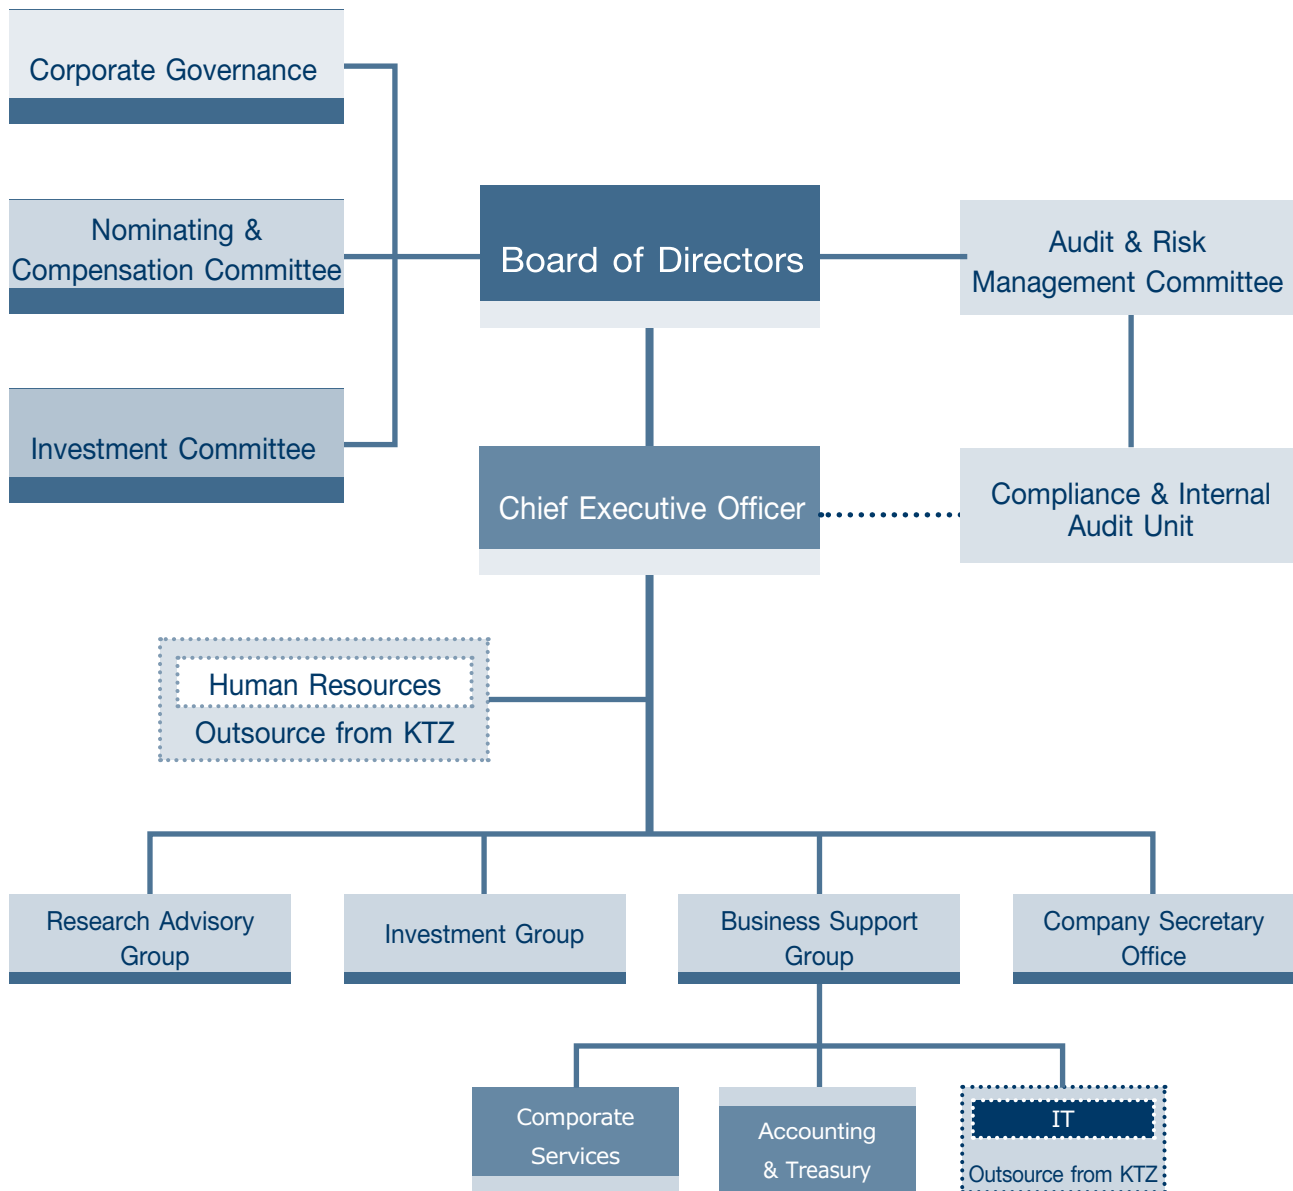 Corporate Governance
Nominating &
Compensation Committee
Board of Directors
Audit & Risk
Management Committee
Investment Committee
Chief Executive Officer
Compliance & Internal
Audit Unit
Human Resources
Outsource from KTZ
Research Advisory
Group
Investment Group
Business Support
Group
Company Secretary
Office
Comporate
Services
Accounting
& Treasury
IT
Outsource from KTZ